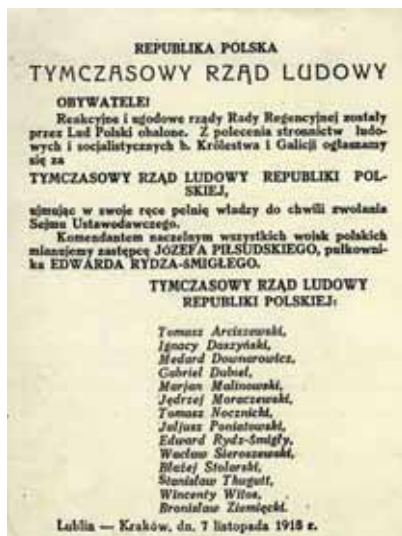 REPUBLIKA POLSKA
TYMCZASOWY RZĄD LUDOWY
OBYWATELE!
Reakcyjne i ugodowe rządy Rady Regencyjnej zostały
przez Lud Polski obalone. Z polecenia stronnictw ludo-
wych i socjalistycznych b. Królestwa i Galicji ogłaszamy
się za
TYMCZASOWY RZĄD LUDOWY REPUBLIKI POL-
SKIEJ,
ujmując w swoje ręce pełnię władzy do chwili zwołania
Sejmu Ustawodawczego.
Komendantem naczelnym wszystkich wojsk polskich
mianujemy zastępcę JÓZEFA PIŁSUDSKIEGO, pułkowni-
ka EDWARDA RYDZA-ŚMIGŁEGO.
TYMCZASOWY RZĄD LUDOWY
REPUBLIKI POLSKIEJ:
Tomasz Arciszewski,
Ignacy Daszyński,
Medard Downarowicz,
Gabriel Dubiel,
Marjan Malinowski,
Jędrzej Moraczewski,
Tomasz Nocznicki,
Juljusz Poniatowski,
Edward Rydz-Śmigły,
Wacław Sieroszewski,
Błażej Stolarski,
Stanisław Thugutt,
Wincenty Witos,
Bronisław Ziemięcki.
Lublin — Kraków, dn. 7 listopada 1918 r.